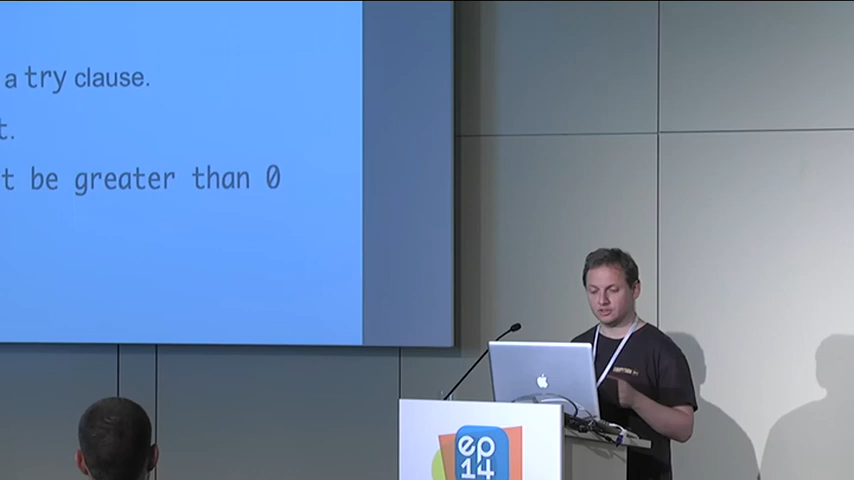 a try clause.
t.
t be greater than 0
ep
14